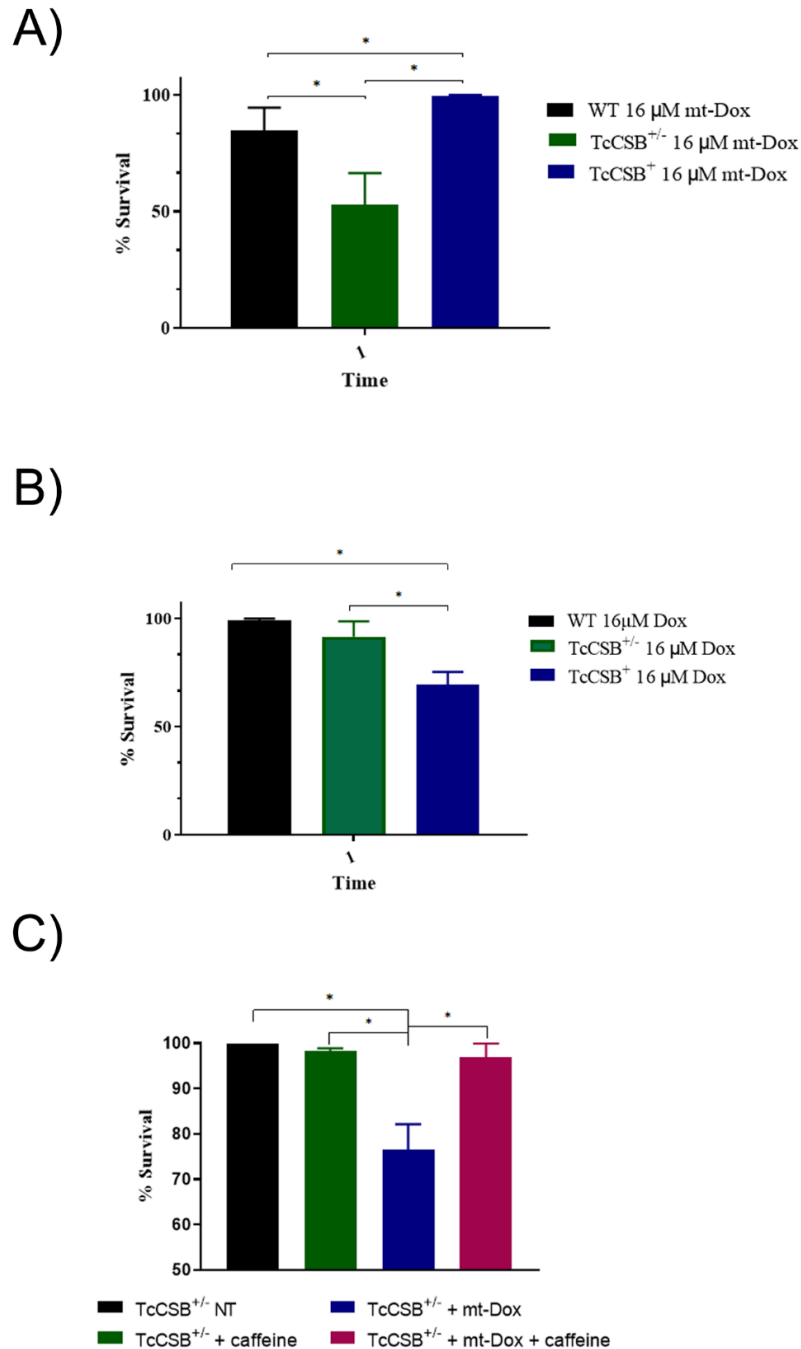 A)
*
* *
100
50
0
% Survival
1
Time
WT 16 μM mt-Dox
TcCSB+/- 16 μM mt-Dox
TcCSB+ 16 μM mt-Dox
B)
*
*
100
50
0
% Survival
1
Time
WT 16μM Dox
TcCSB+/- 16 μM Dox
TcCSB+ 16 μM Dox
C)
*
* *
100
90
80
70
60
50
% Survival
TcCSB+/- NT
TcCSB+/- + caffeine
TcCSB+/- + mt-Dox
TcCSB+/- + mt-Dox + caffeine